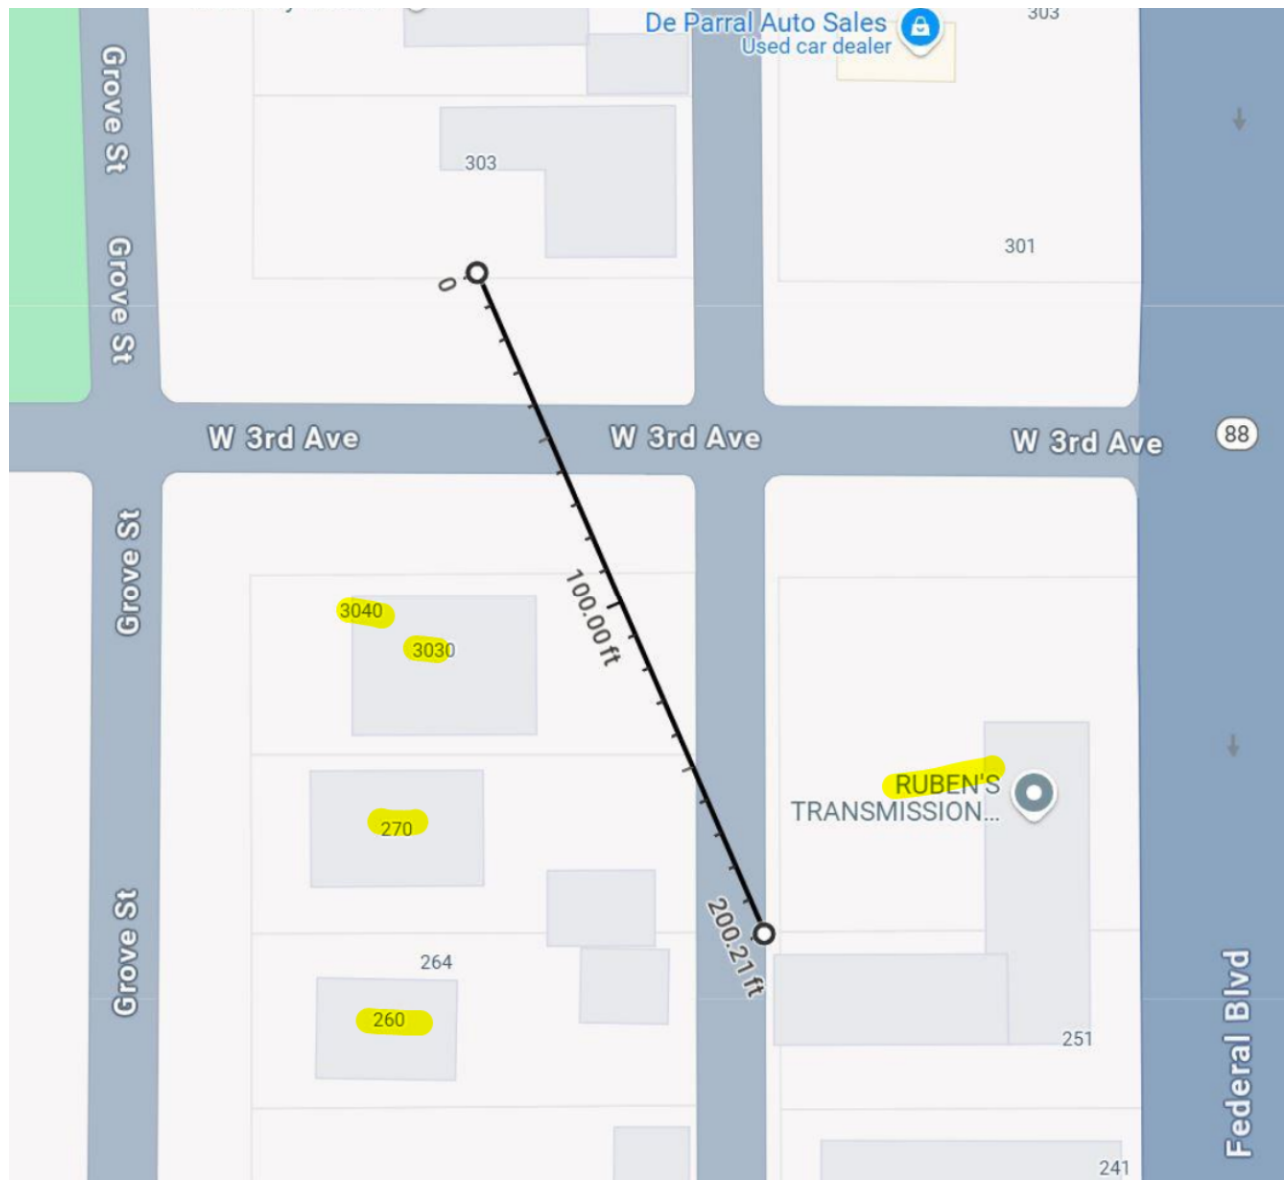 De Parral Auto Sales
Used car dealer
303
Grove St
303
Grove St
301
0
W 3rd Ave
W 3rd Ave
W 3rd Ave
88
Grove St
100.00 ft
3040
3030
RUBEN'S
TRANSMISSION...
270
200.21 ft
Grove St
264
260
251
Federal Blvd
241